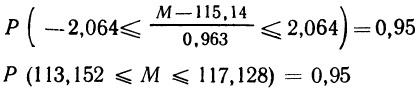 P ( −2,064 ≤ M−115,14 / 0,963 ≤ 2,064 ) = 0,95
P (113,152 ≤ M ≤ 117,128) = 0,95